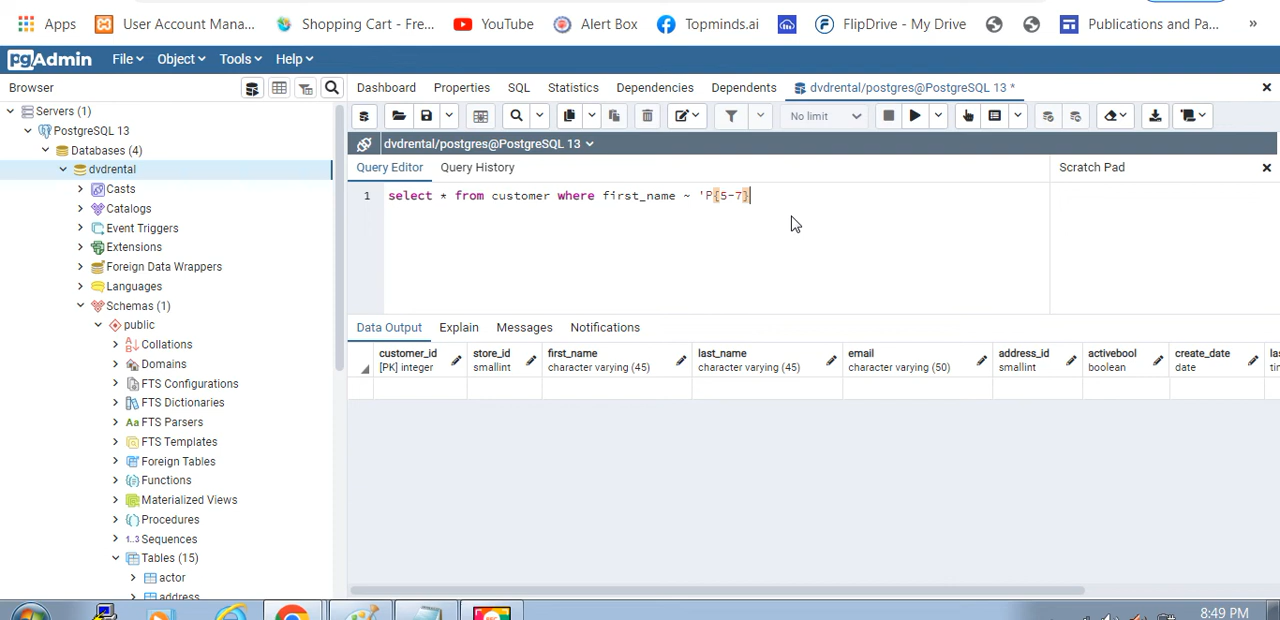 Apps User Account Mana... Shopping Cart - Fre... YouTube Alert Box Topminds.ai FlipDrive - My Drive Publications and Pa... »
pgAdmin File Object Tools Help
Browser Dashboard Properties SQL Statistics Dependencies Dependents dvdrental/postgres@PostgreSQL 13 *
No limit
dvdrental/postgres@PostgreSQL 13
Query Editor Query History Scratch Pad
1 select * from customer where first_name ~ 'P{5-7}
Servers (1)
PostgreSQL 13
Databases (4)
dvdrental
Casts
Catalogs
Event Triggers
Extensions
Foreign Data Wrappers
Languages
Schemas (1)
public
Collations
Domains
FTS Configurations
FTS Dictionaries
Aa FTS Parsers
FTS Templates
Foreign Tables
Functions
Materialized Views
Procedures
1..3 Sequences
Tables (15)
actor
address
Data Output Explain Messages Notifications
customer_id store_id first_name last_name email address_id activebool create_date las
[PK] integer smallint character varying (45) character varying (45) character varying (50) smallint boolean date tim
8:49 PM